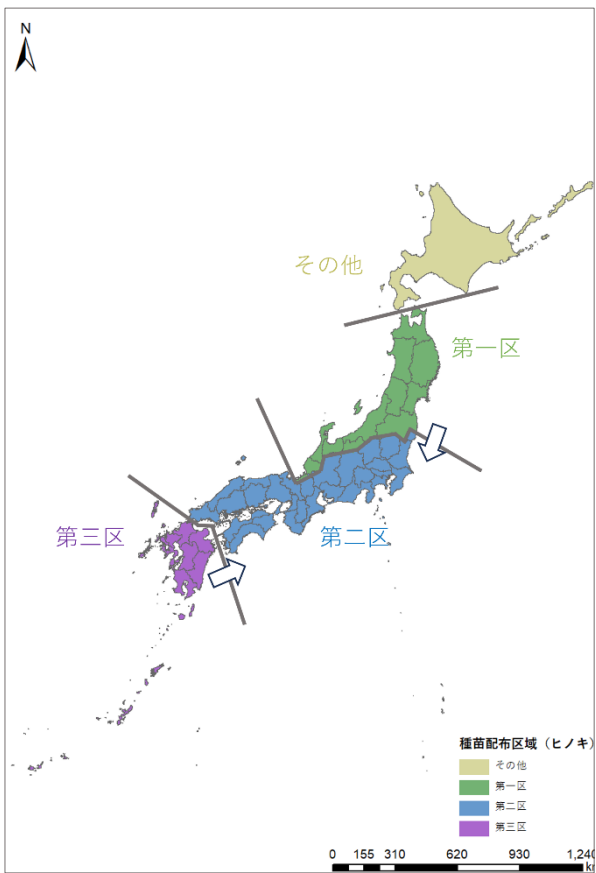 N
その他
第一区
第三区
第二区
種苗配布区域（ヒノキ）
その他
第一区
第二区
第三区
0 155 310 620 930 1,240
km